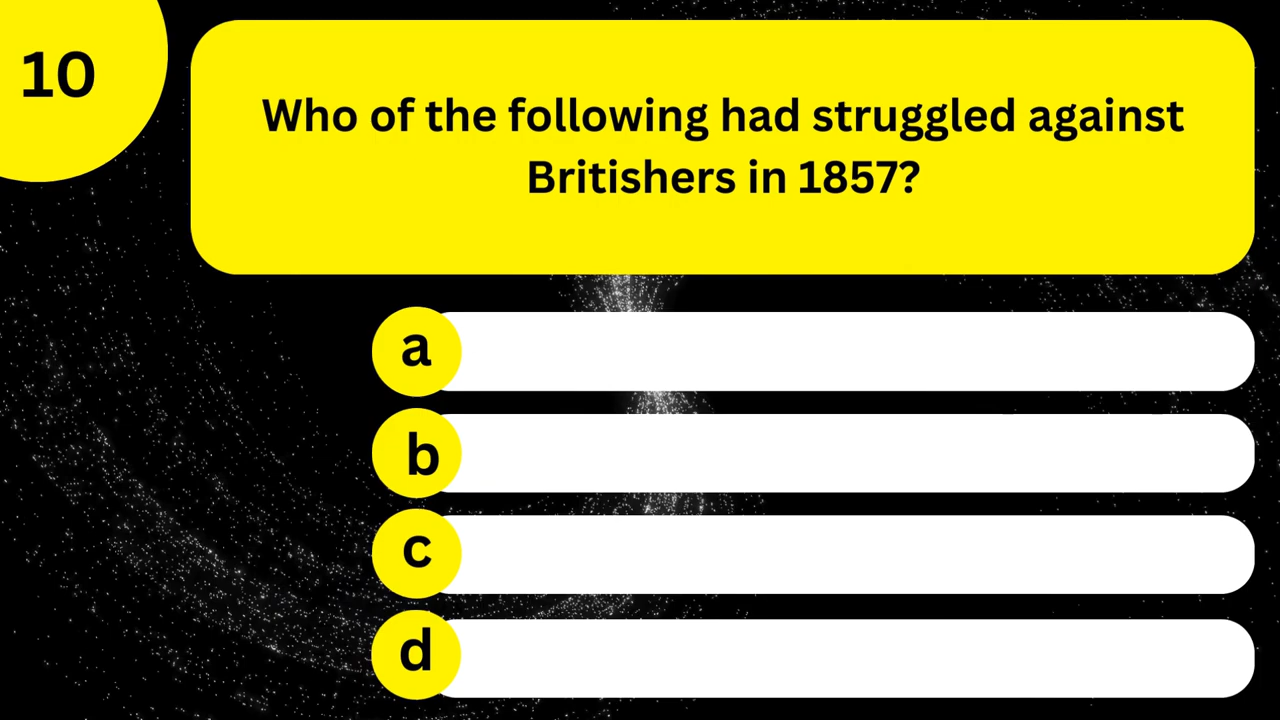 10
Who of the following had struggled against
Britishers in 1857?
a
b
c
d